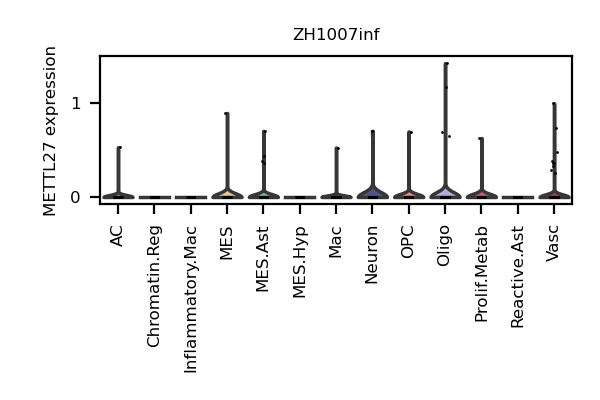 ZH1007inf
METTL27 expression
1
0
AC
Chromatin.Reg
Inflammatory.Mac
MES
MES.Ast
MES.Hyp
Mac
Neuron
OPC
Oligo
Prolif.Metab
Reactive.Ast
Vasc